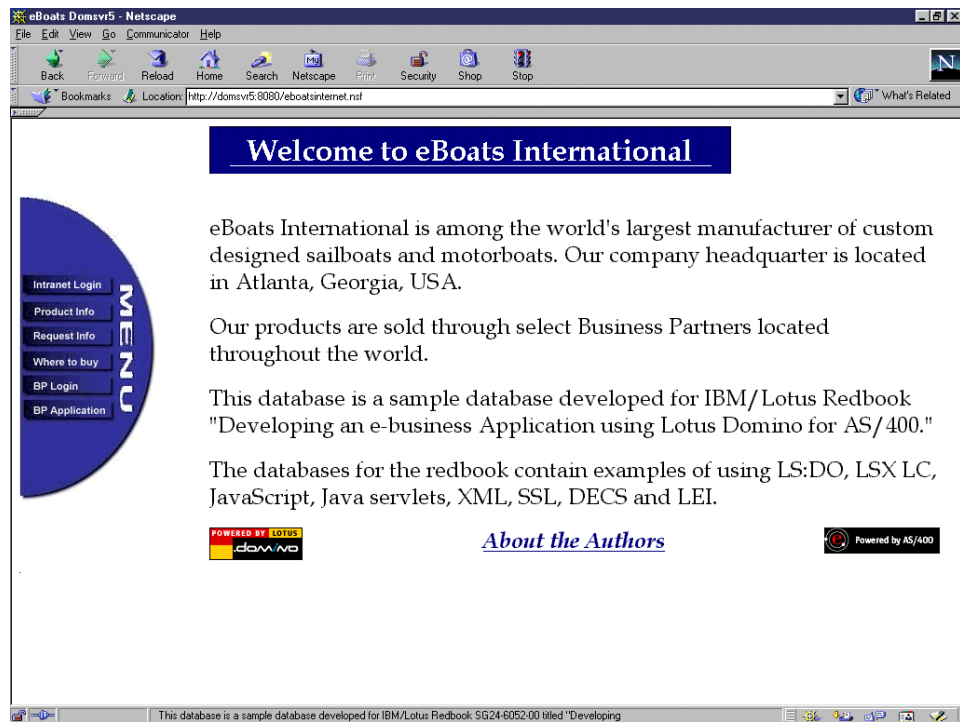 eBoats Domsvr5 - Netscape
File Edit View Go Communicator Help
Back Forward Reload Home Search Netscape Print Security Shop Stop
My
N
Bookmarks Location: http://domsvr5:8080/eboatsinternet.nsf What's Related
Welcome to eBoats International
eBoats International is among the world's largest manufacturer of custom
designed sailboats and motorboats. Our company headquarter is located
in Atlanta, Georgia, USA.
Our products are sold through select Business Partners located
throughout the world.
This database is a sample database developed for IBM/Lotus Redbook
"Developing an e-business Application using Lotus Domino for AS/400."
The databases for the redbook contain examples of using LS:DO, LSX LC,
JavaScript, Java servlets, XML, SSL, DECS and LEI.
MENU
Intranet Login
Product Info
Request Info
Where to buy
BP Login
BP Application
POWERED BY LOTUS
.domino
About the Authors
e Powered by AS/400
This database is a sample database developed for IBM/Lotus Redbook SG24-6052-00 titled "Developing